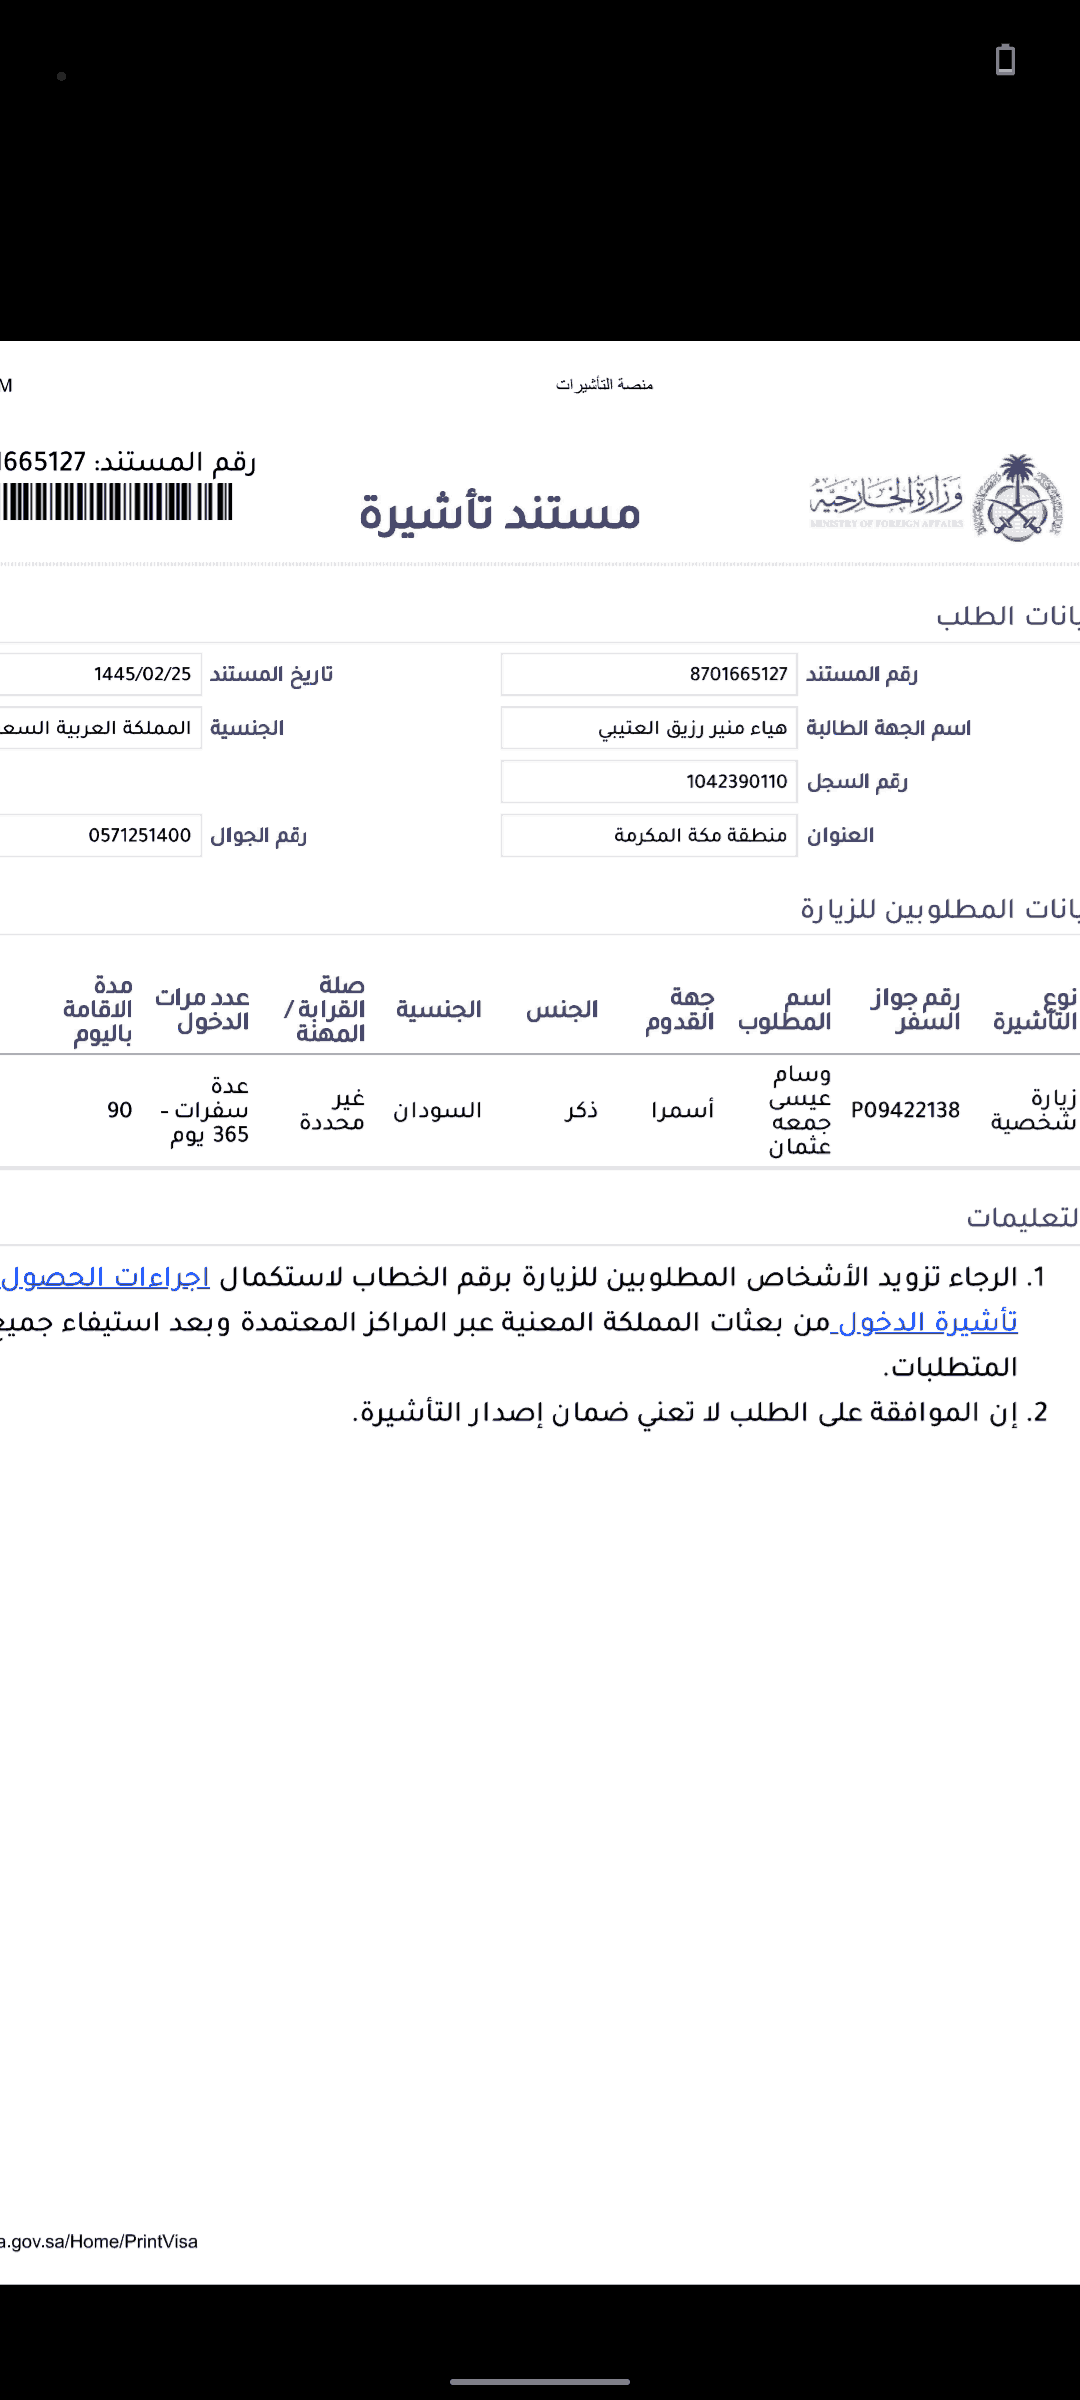 منصة التأشيرات
M
رقم المستند: 1665127
وزارة الخارجية
MINISTRY OF FOREIGN AFFAIRS
مستند تأشيرة
يانات الطلب
رقم المستند 8701665127 تاريخ المستند 1445/02/25
اسم الجهة الطالبة هياء منير رزيق العتيبي الجنسية المملكة العربية السع
رقم السجل 1042390110
العنوان منطقة مكة المكرمة رقم الجوال 0571251400
يانات المطلوبين للزيارة
نوع التأشيرة رقم جواز السفر اسم المطلوب جهة القدوم الجنس الجنسية صلة القرابة / المهنة عدد مرات الدخول مدة الاقامة باليوم
زيارة شخصية P09422138 وسام عيسى جمعه عثمان أسمرا ذكر السودان غير محددة عدة سفرات - 365 يوم 90
لتعليمات
1. الرجاء تزويد الأشخاص المطلوبين للزيارة برقم الخطاب لاستكمال اجراءات الحصول
تأشيرة الدخول من بعثات المملكة المعنية عبر المراكز المعتمدة وبعد استيفاء جميع
المتطلبات.
2. إن الموافقة على الطلب لا تعني ضمان إصدار التأشيرة.
a.gov.sa/Home/PrintVisa